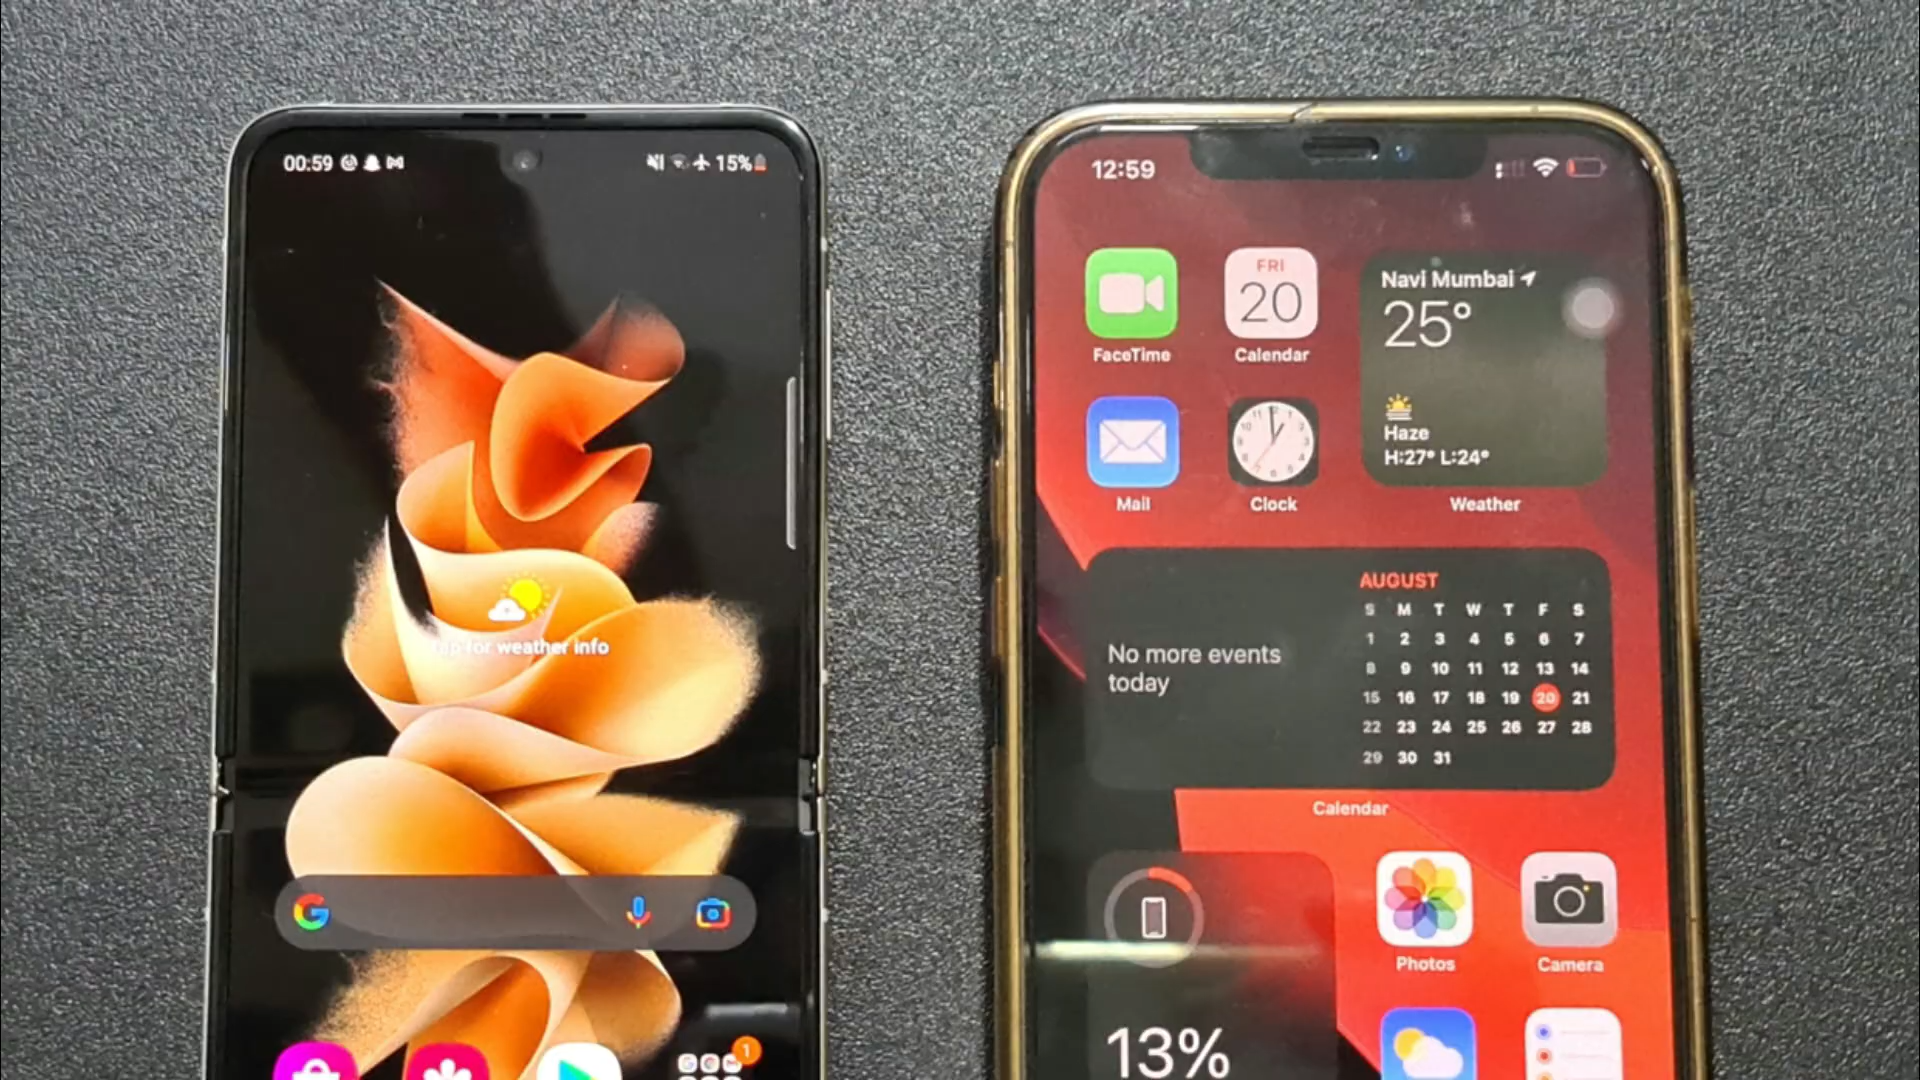 00:59
15%
Tap for weather info
1
12:59
FaceTime
FRI
20
Calendar
Navi Mumbai
25°
Haze
H:27° L:24°
Mail
Clock
Weather
No more events
today
AUGUST
S M T W T F S
1 2 3 4 5 6 7
8 9 10 11 12 13 14
15 16 17 18 19 20 21
22 23 24 25 26 27 28
29 30 31
Calendar
Photos
Camera
13%